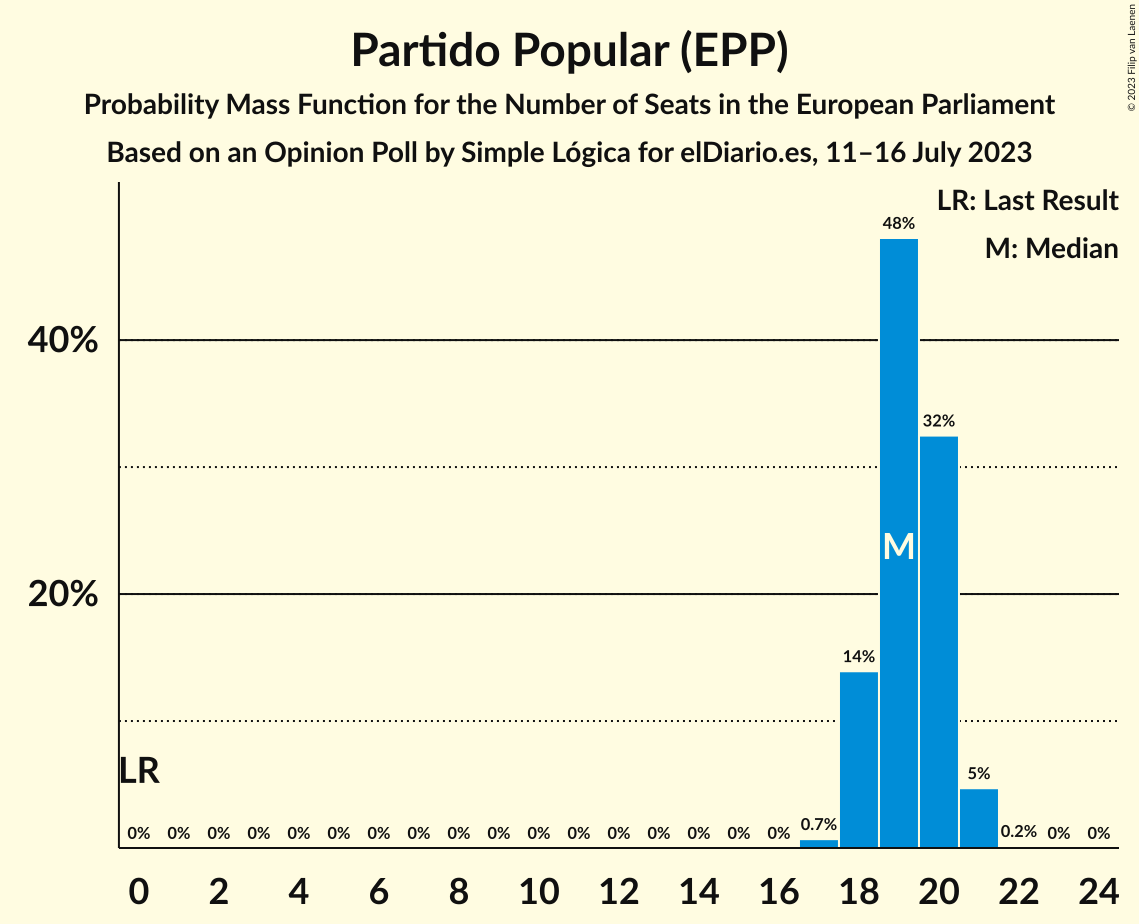 Partido Popular (EPP)
Probability Mass Function for the Number of Seats in the European Parliament
Based on an Opinion Poll by Simple Lógica for elDiario.es, 11–16 July 2023
© 2023 Filip van Laenen
LR: Last Result
M: Median
48%
40%
32%
M
20%
14%
LR
5%
0% 0% 0% 0% 0% 0% 0% 0% 0% 0% 0% 0% 0% 0% 0% 0% 0% 0.7% 0.2% 0% 0%
0 2 4 6 8 10 12 14 16 18 20 22 24